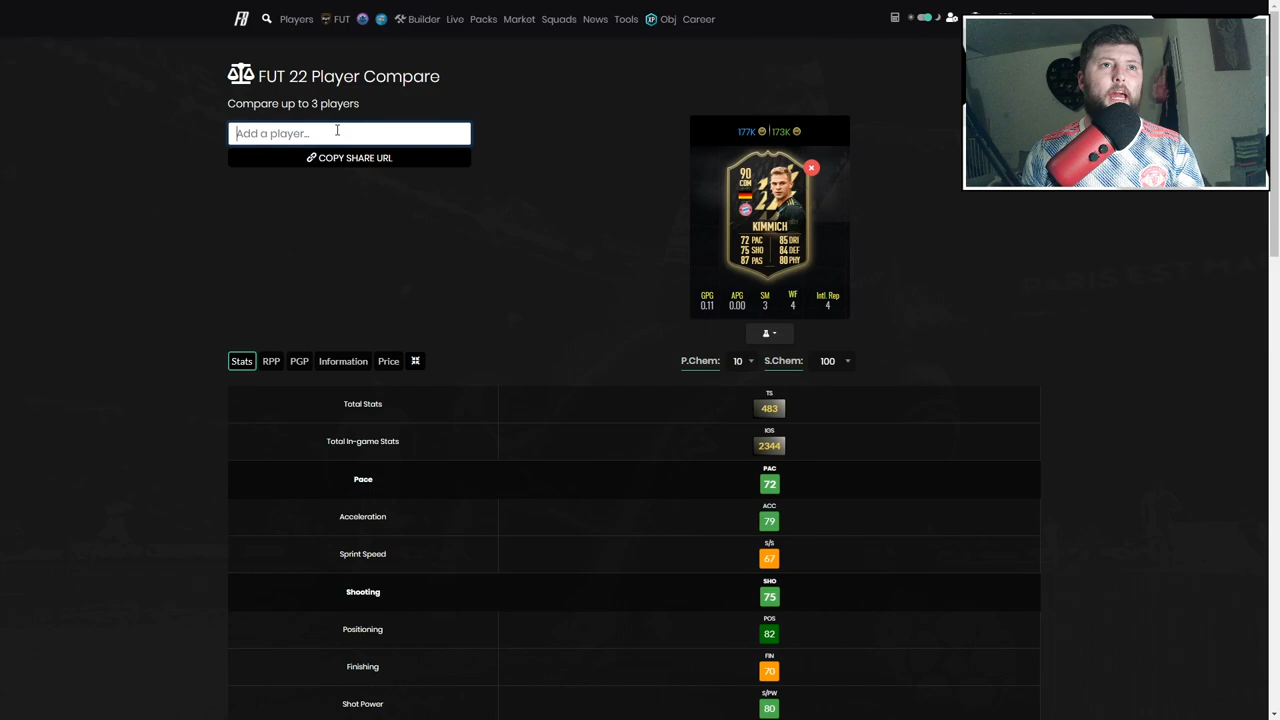 Players FUT Builder Live Packs Market Squads News Tools XP Obj Career
FUT 22 Player Compare
Compare up to 3 players
Add a player...
COPY SHARE URL
177K 173K
90
COM
KIMMICH
72 PAC 85 DRI
75 SHO 84 DEF
87 PAS 80 PHY
GPG APG SM WF Intl. Rep
0.11 0.00 3 4 4
Stats RPP PGP Information Price P.Chem: 10 S.Chem: 100
TS
Total Stats 483
IGS
Total In-game Stats 2344
PAC
Pace 72
ACC
Acceleration 79
S/S
Sprint Speed 67
SHO
Shooting 75
POS
Positioning 82
FIN
Finishing 70
S/PW
Shot Power 80